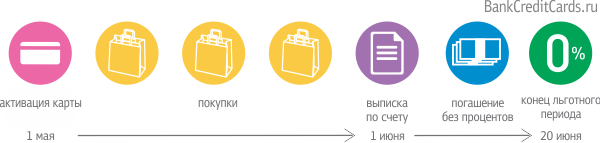 BankCreditCards.ru
0%
активация карты
покупки
выписка
по счету
погашение
без процентов
конец льготного
периода
1 мая
1 июня
20 июня